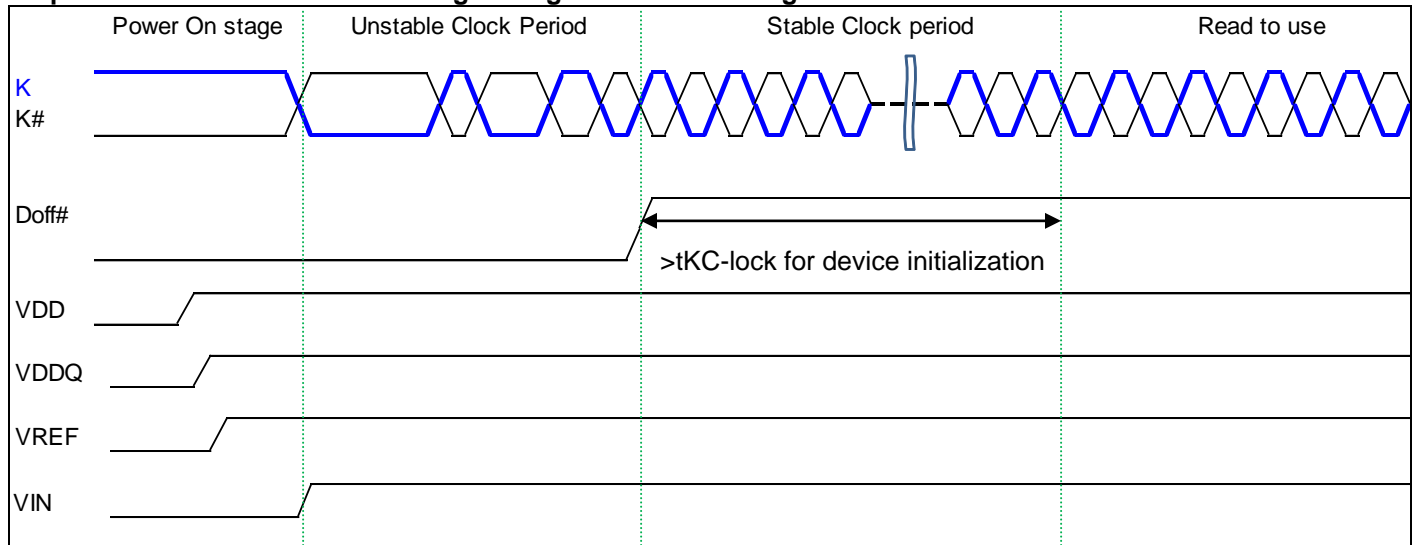 Power On stage Unstable Clock Period Stable Clock period Read to use
K
K#
Doff#
>tKC-lock for device initialization
VDD
VDDQ
VREF
VIN